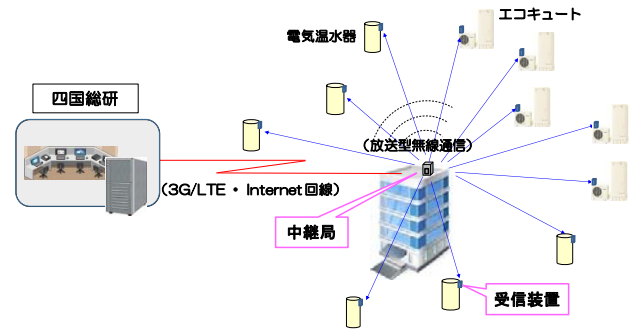 エコキュート
電気温水器
四国総研
(放送型無線通信)
(3G/LTE・Internet回線)
中継局
受信装置